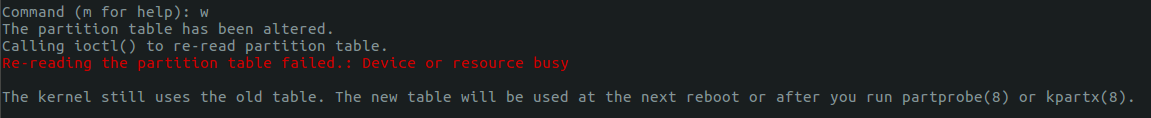 Command (m for help): w
The partition table has been altered.
Calling ioctl() to re-read partition table.
Re-reading the partition table failed.: Device or resource busy
The kernel still uses the old table. The new table will be used at the next reboot or after you run partprobe(8) or kpartx(8).